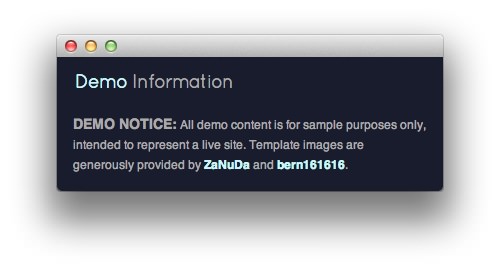 Demo Information
DEMO NOTICE: All demo content is for sample purposes only,
intended to represent a live site. Template images are
generously provided by ZaNuDa and bern161616.